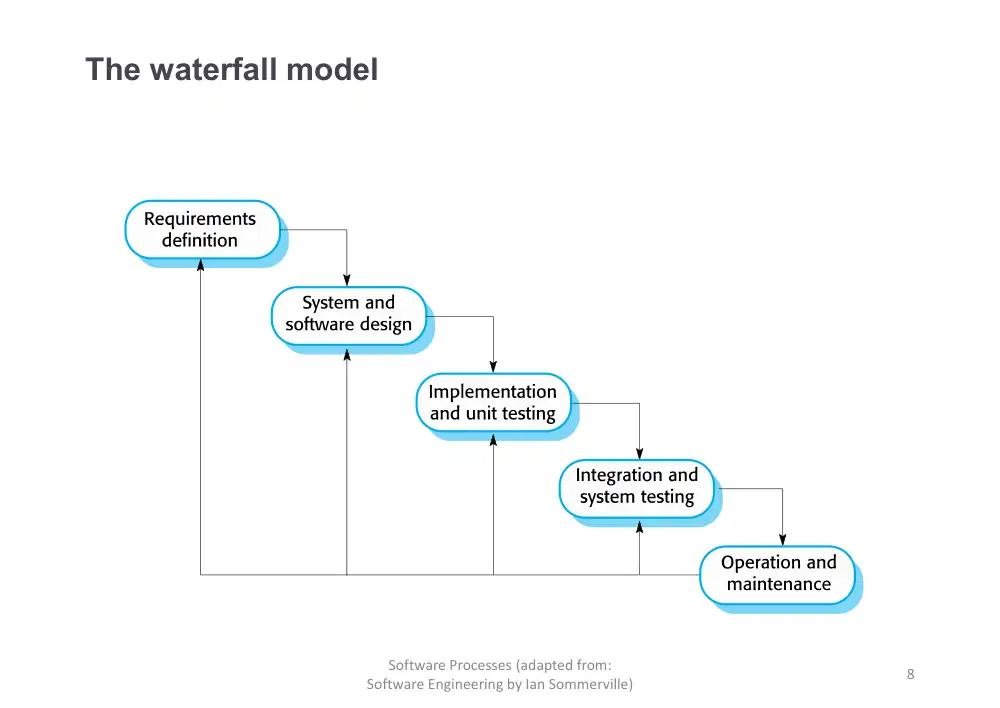 The waterfall model
Requirements
definition
System and
software design
Implementation
and unit testing
Integration and
system testing
Operation and
maintenance
Software Processes (adapted from:
Software Engineering by Ian Sommerville)
8